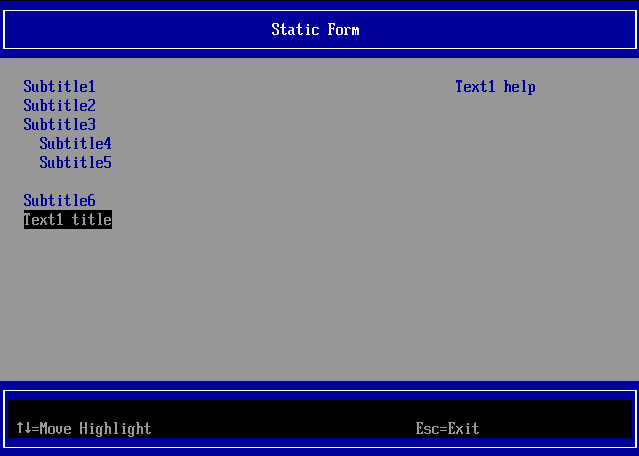 Static Form
Subtitle1 Text1 help
Subtitle2
Subtitle3
Subtitle4
Subtitle5
Subtitle6
Text1 title
↑↓=Move Highlight Esc=Exit